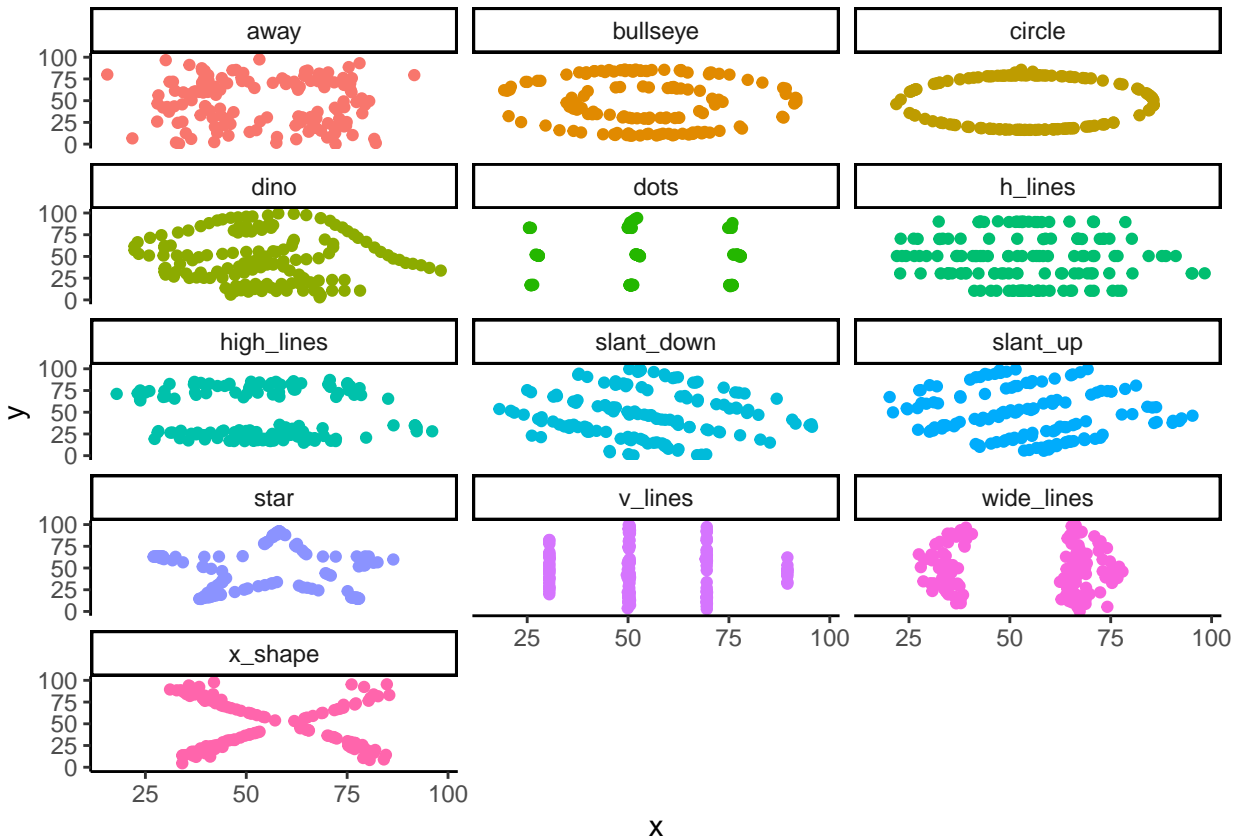 away bullseye circle
100
75
50
25
0
dino dots h_lines
100
75
50
25
0
high_lines slant_down slant_up
100
75
50
25
0
y
star v_lines wide_lines
100
75
50
25
0
25 50 75 100 25 50 75 100
x_shape
100
75
50
25
0
25 50 75 100
x